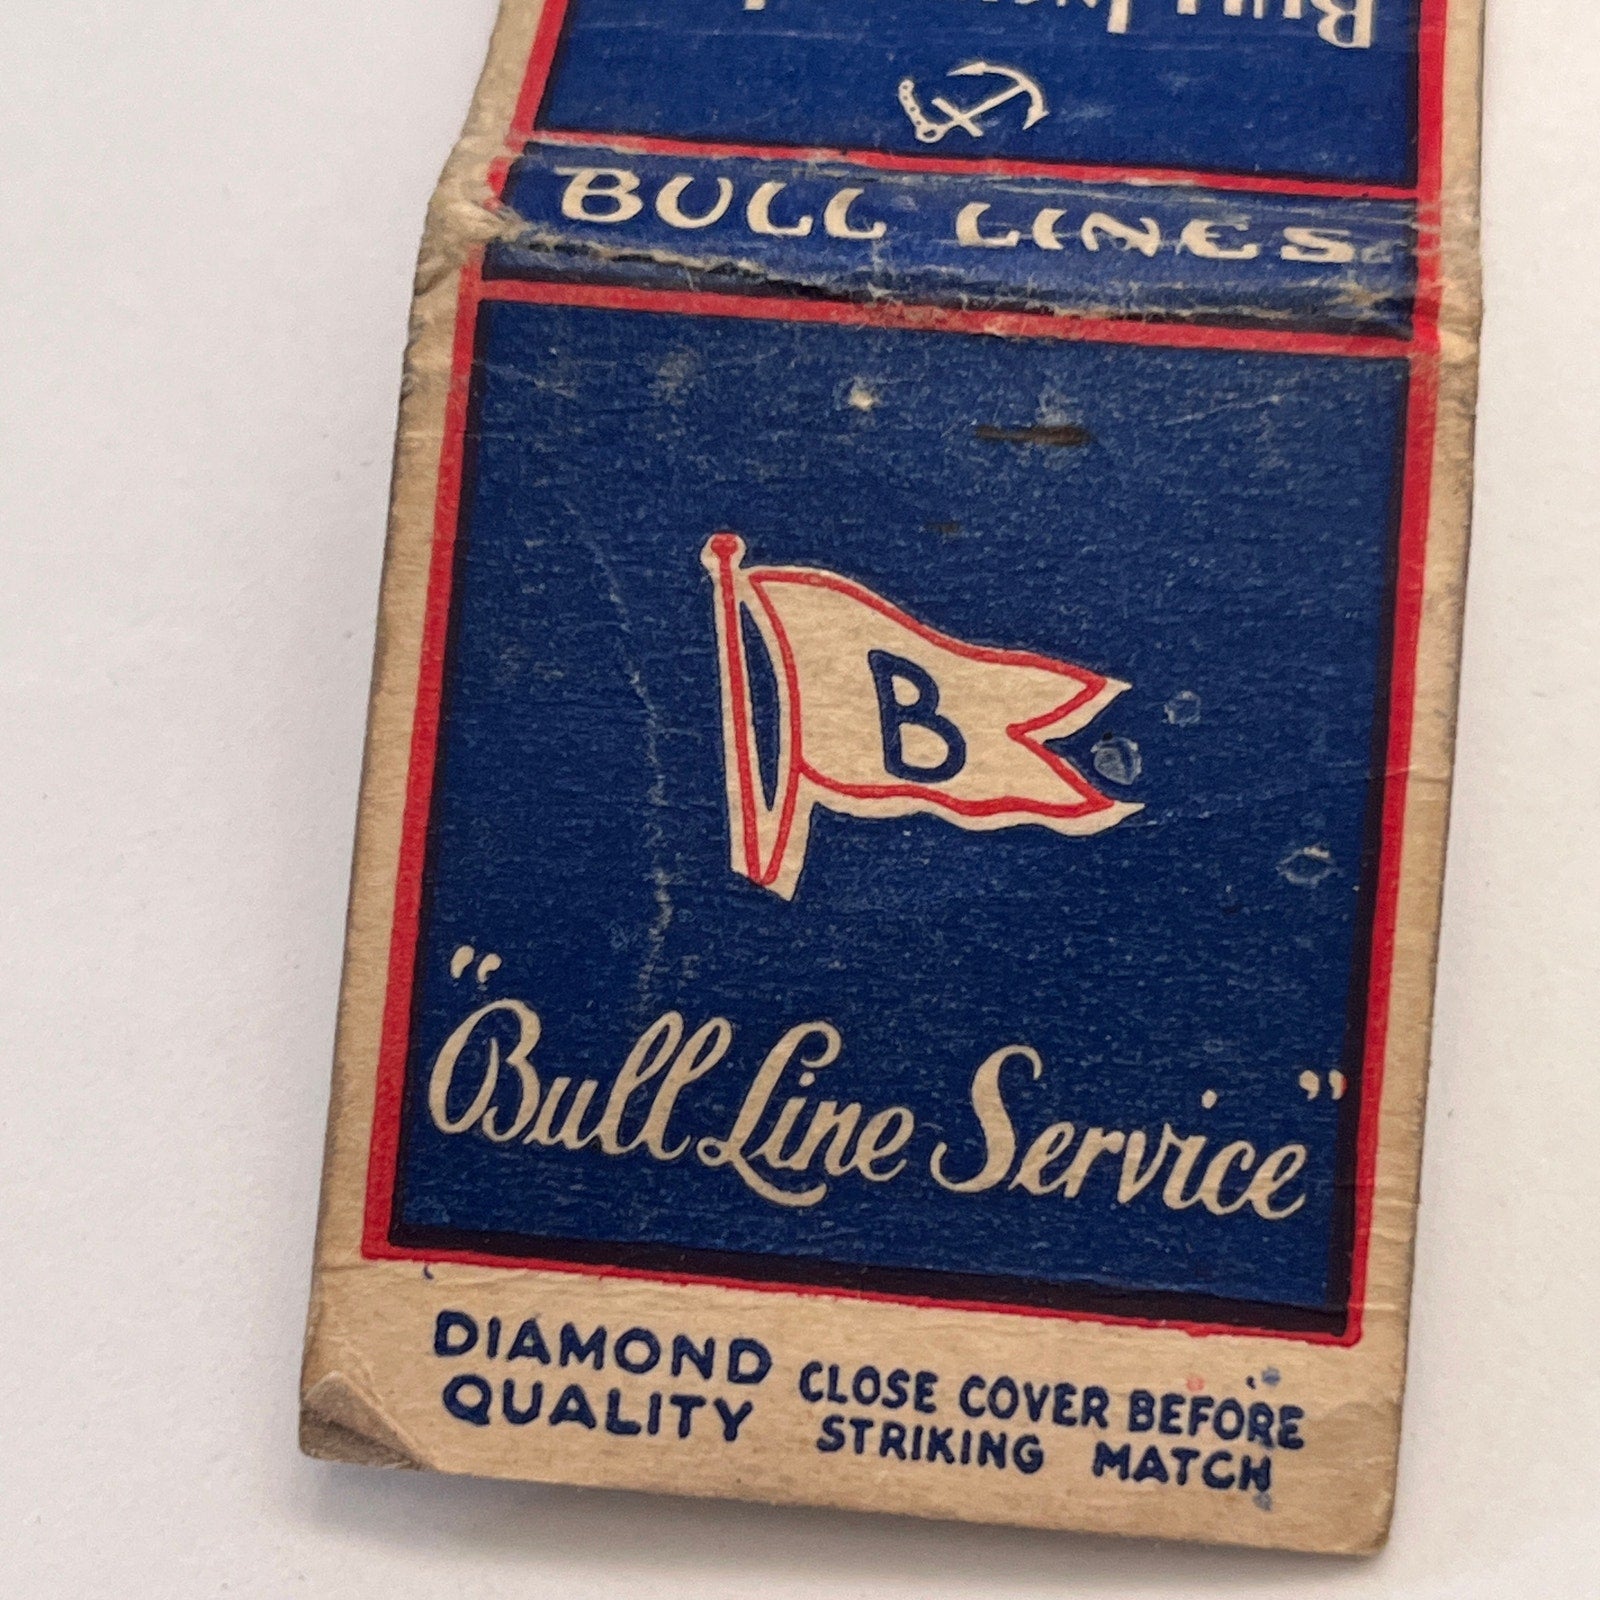 BULL LINES
B
"Bull Line Service"
DIAMOND QUALITY
CLOSE COVER BEFORE
STRIKING MATCH